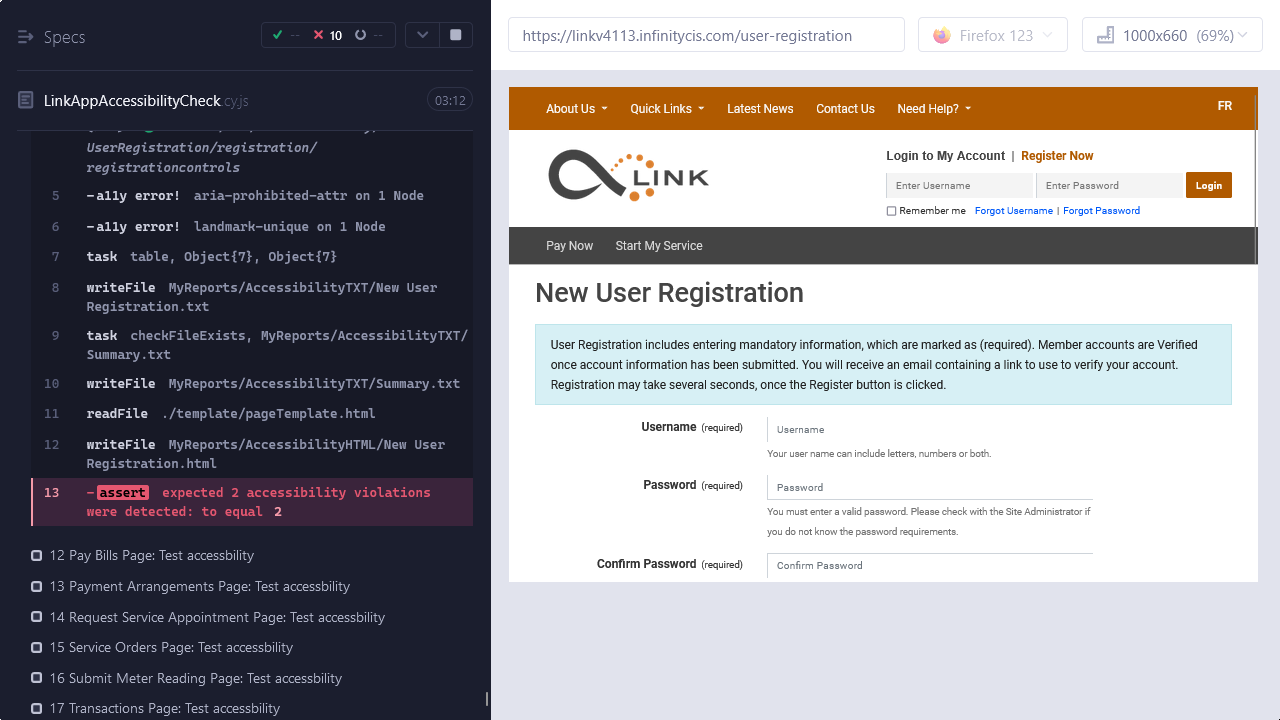 Specs
-- 10 --
LinkAppAccessibilityCheck.cy.js 03:12
UserRegistration/registration/
registrationcontrols
5 -a11y error! aria-prohibited-attr on 1 Node
6 -a11y error! landmark-unique on 1 Node
7 task table, Object{7}, Object{7}
8 writeFile MyReports/AccessibilityTXT/New User
Registration.txt
9 task checkFileExists, MyReports/AccessibilityTXT/
Summary.txt
10 writeFile MyReports/AccessibilityTXT/Summary.txt
11 readFile ./template/pageTemplate.html
12 writeFile MyReports/AccessibilityHTML/New User
Registration.html
13 -assert expected 2 accessibility violations
were detected: to equal 2
12 Pay Bills Page: Test accessbility
13 Payment Arrangements Page: Test accessbility
14 Request Service Appointment Page: Test accessbility
15 Service Orders Page: Test accessbility
16 Submit Meter Reading Page: Test accessbility
17 Transactions Page: Test accessbility
https://linkv4113.infinitycis.com/user-registration
Firefox 123
1000x660 (69%)
About Us Quick Links Latest News Contact Us Need Help? FR
LINK
Login to My Account | Register Now
Enter Username Enter Password Login
Remember me Forgot Username | Forgot Password
Pay Now Start My Service
New User Registration
User Registration includes entering mandatory information, which are marked as (required). Member accounts are Verified
once account information has been submitted. You will receive an email containing a link to use to verify your account.
Registration may take several seconds, once the Register button is clicked.
Username (required) Username
Your user name can include letters, numbers or both.
Password (required) Password
You must enter a valid password. Please check with the Site Administrator if
you do not know the password requirements.
Confirm Password (required) Confirm Password